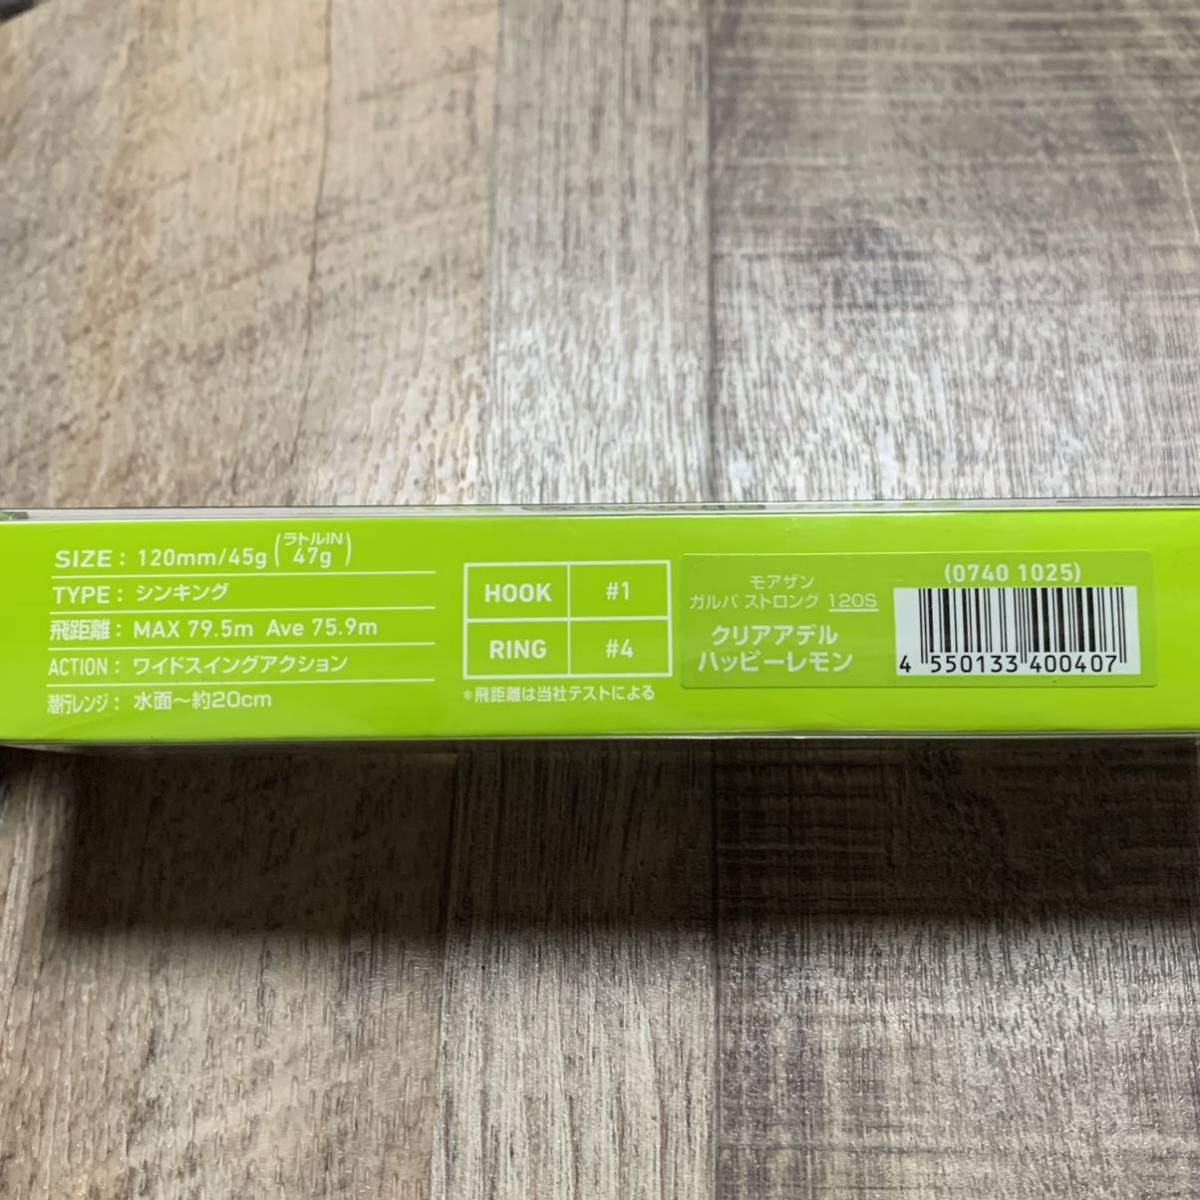 SIZE : 120mm/45g (ラトルIN 47g)
TYPE : シンキング
飛距離 : MAX 79.5m Ave 75.9m
ACTION : ワイドスイングアクション
潜行レンジ : 水面〜約20cm
HOOK #1
RING #4
*飛距離は当社テストによる
モアザン
ガルバ ストロング 120S
クリアアデル
ハッピーレモン
(0740 1025)
4 550133 400407